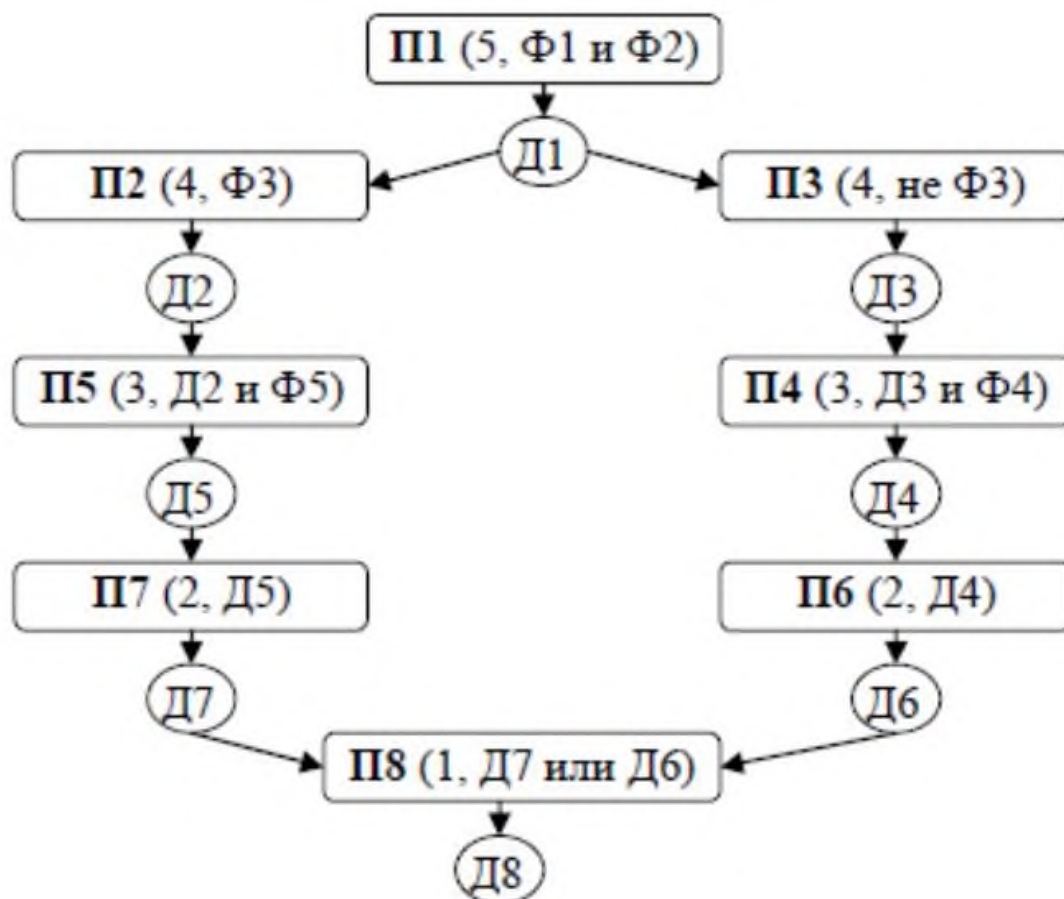 П1 (5, Ф1 и Ф2)
Д1
П2 (4, Ф3)
П3 (4, не Ф3)
Д2
Д3
П5 (3, Д2 и Ф5)
П4 (3, Д3 и Ф4)
Д5
Д4
П7 (2, Д5)
П6 (2, Д4)
Д7
Д6
П8 (1, Д7 или Д6)
Д8